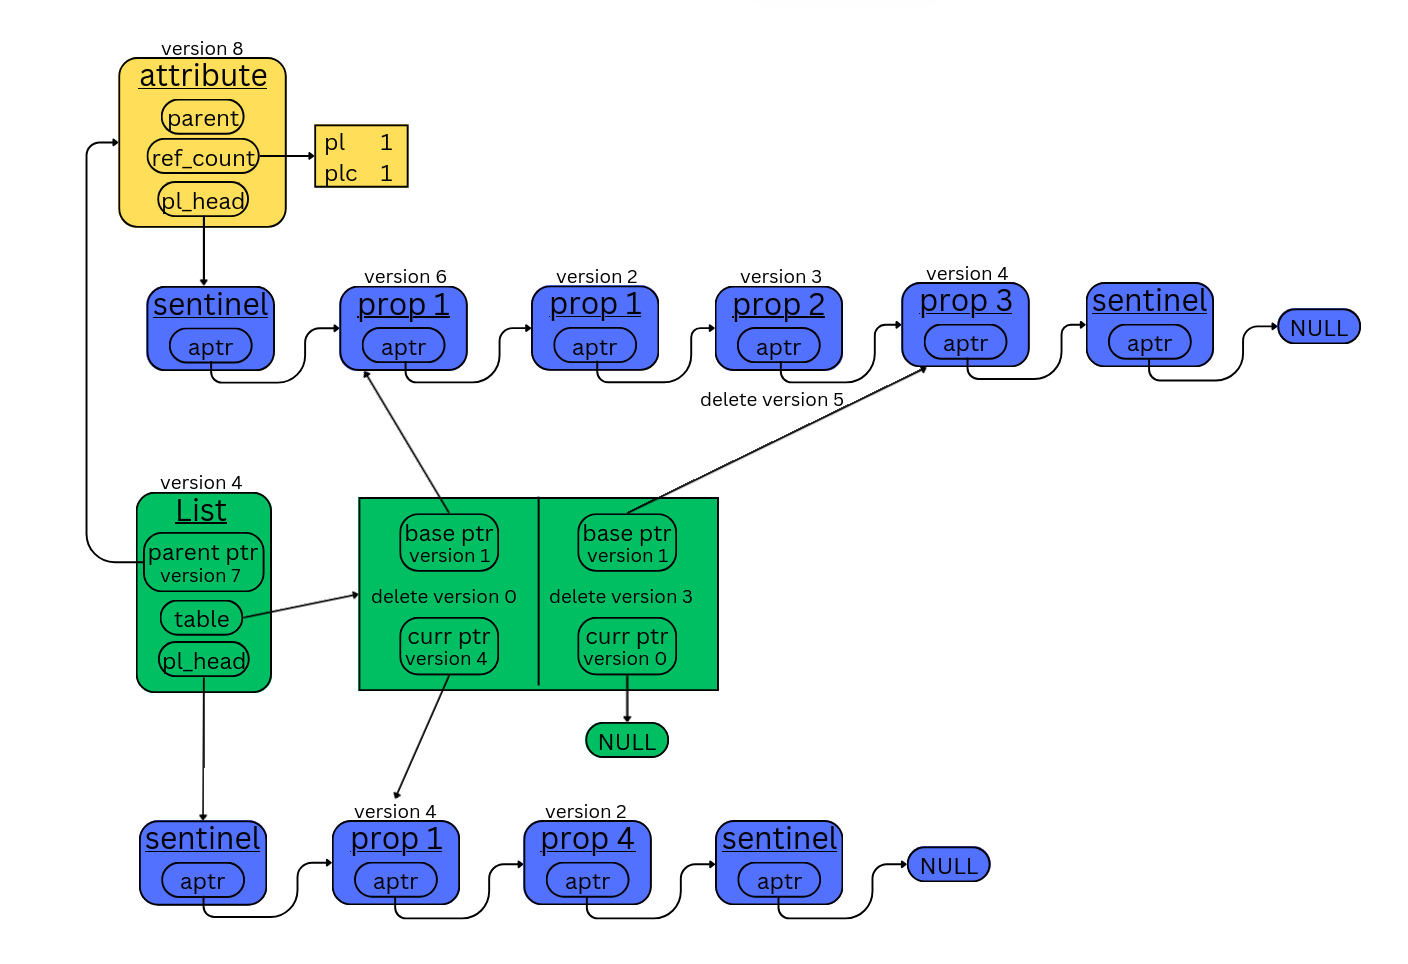 version 8
attribute
parent
ref_count
pl_head
pl 1
plc 1
sentinel
aptr
version 6
prop 1
aptr
version 2
prop 1
aptr
version 3
prop 2
aptr
version 4
prop 3
aptr
sentinel
aptr
NULL
delete version 5
version 4
List
parent ptr
version 7
table
pl_head
base ptr
version 1
delete version 0
curr ptr
version 4
base ptr
version 1
delete version 3
curr ptr
version 0
NULL
sentinel
aptr
version 4
prop 1
aptr
version 2
prop 4
aptr
sentinel
aptr
NULL